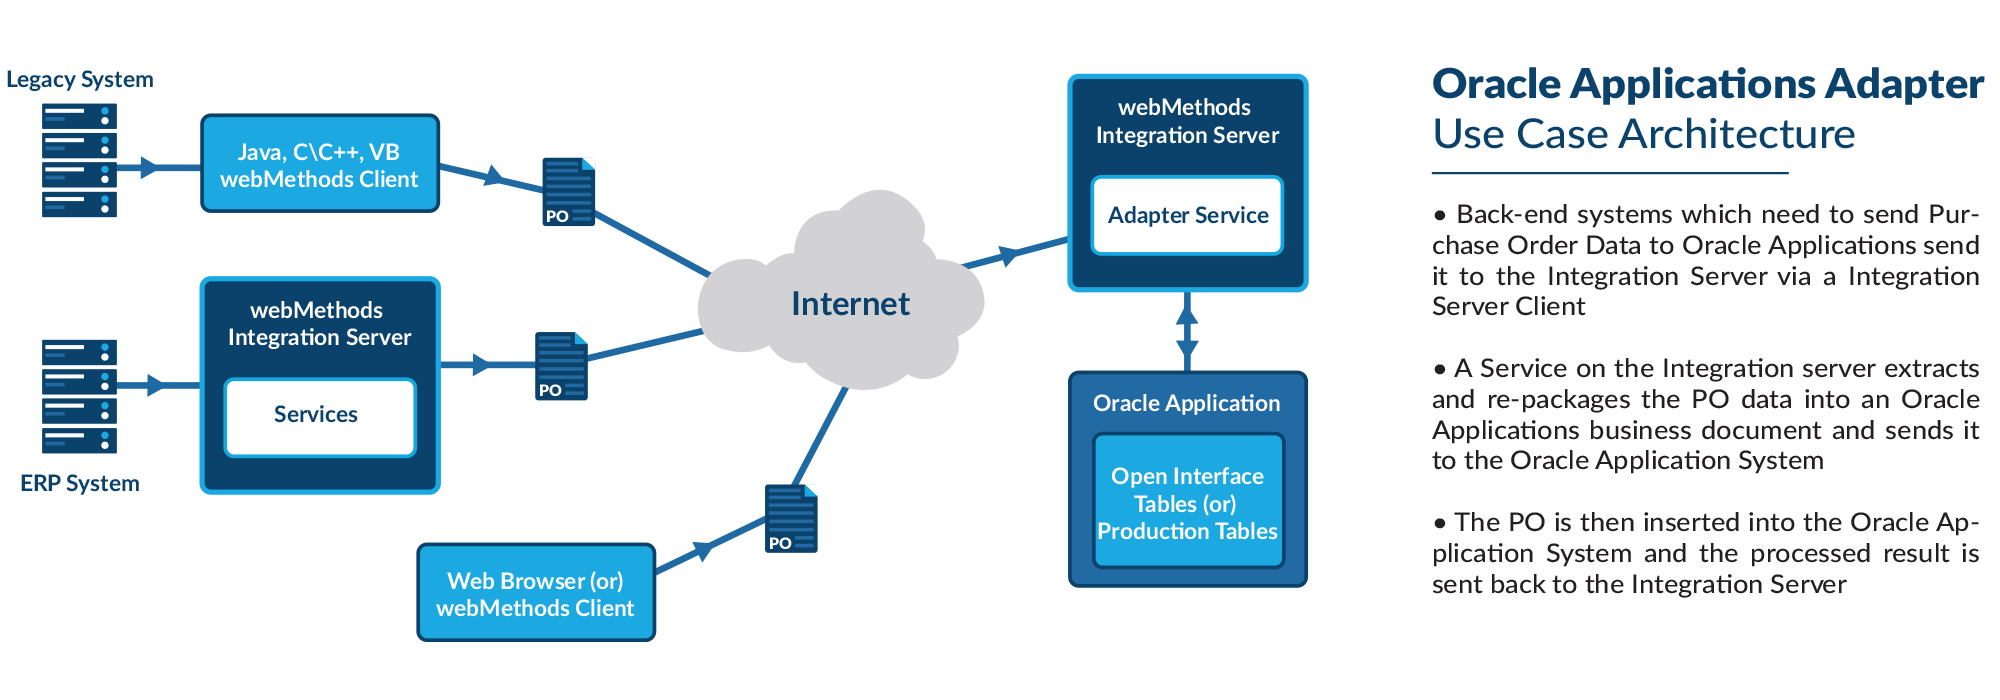 Legacy System
Java, C\C++, VB
webMethods Client
PO
webMethods
Integration Server
Services
ERP System
PO
Web Browser (or)
webMethods Client
PO
Internet
webMethods
Integration Server
Adapter Service
Oracle Application
Open Interface
Tables (or)
Production Tables
Oracle Applications Adapter
Use Case Architecture
• Back-end systems which need to send Pur-
chase Order Data to Oracle Applications send
it to the Integration Server via a Integration
Server Client
• A Service on the Integration server extracts
and re-packages the PO data into an Oracle
Applications business document and sends it
to the Oracle Application System
• The PO is then inserted into the Oracle Ap-
plication System and the processed result is
sent back to the Integration Server